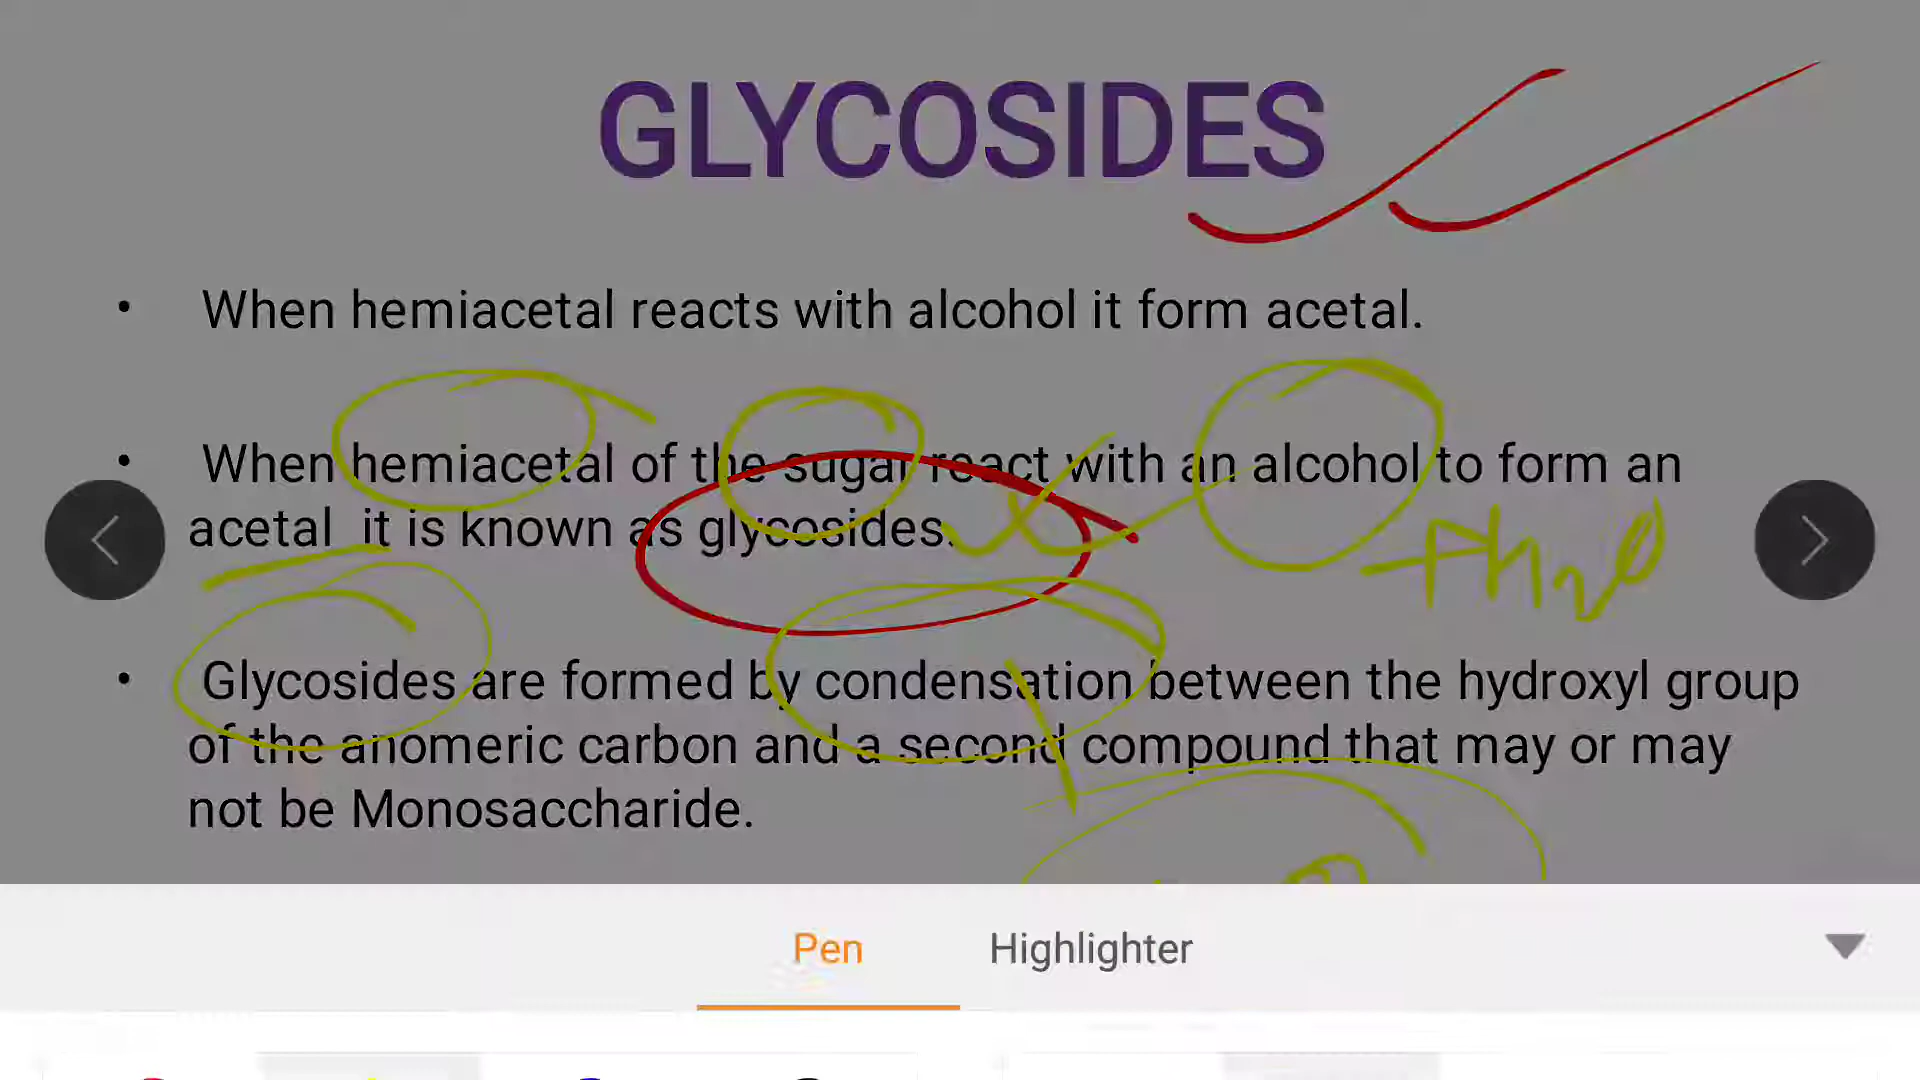 GLYCOSIDES
• When hemiacetal reacts with alcohol it form acetal.
• When hemiacetal of the sugar react with an alcohol to form an
acetal it is known as glycosides.
+H2O
• Glycosides are formed by condensation between the hydroxyl group
of the anomeric carbon and a second compound that may or may
not be Monosaccharide.
Pen Highlighter